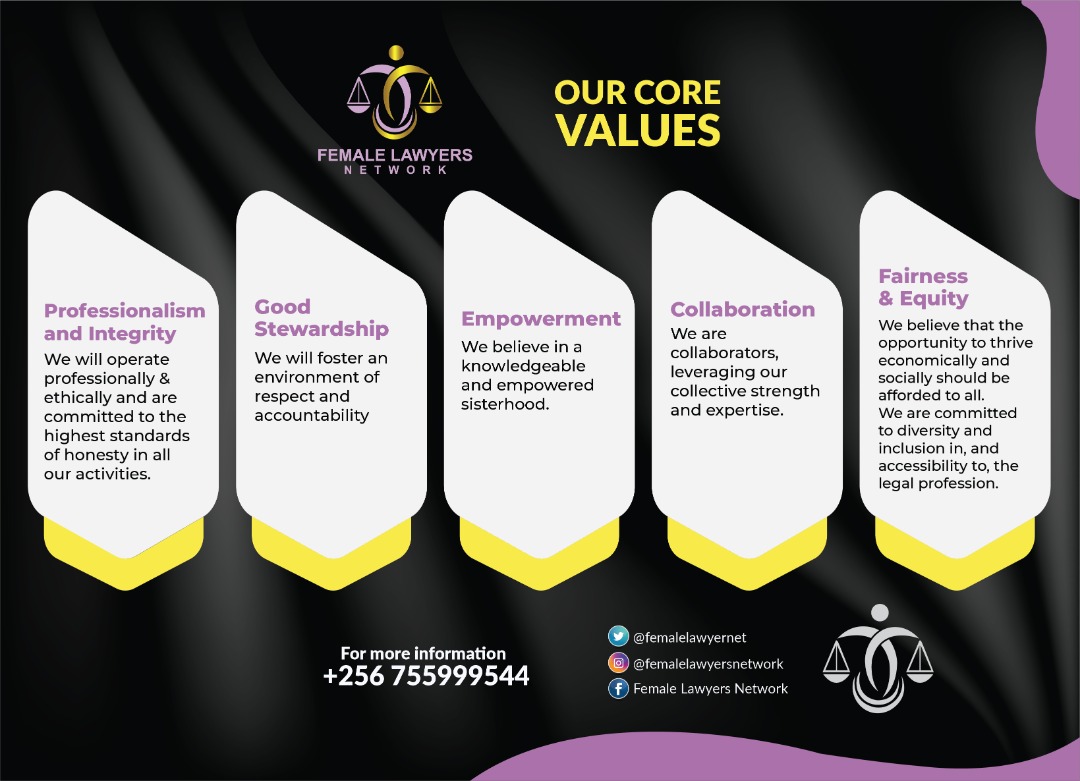 FEMALE LAWYERS
NETWORK
OUR CORE
VALUES
Professionalism
and Integrity
We will operate
professionally &
ethically and are
committed to the
highest standards
of honesty in all
our activities.
Good
Stewardship
We will foster an
environment of
respect and
accountability
Empowerment
We believe in a
knowledgeable
and empowered
sisterhood.
Collaboration
We are
collaborators,
leveraging our
collective strength
and expertise.
Fairness
& Equity
We believe that the
opportunity to thrive
economically and
socially should be
afforded to all.
We are committed
to diversity and
inclusion in, and
accessibility to, the
legal profession.
For more information
+256 755999544
@femalelawyernet
@femalelawyersnetwork
Female Lawyers Network